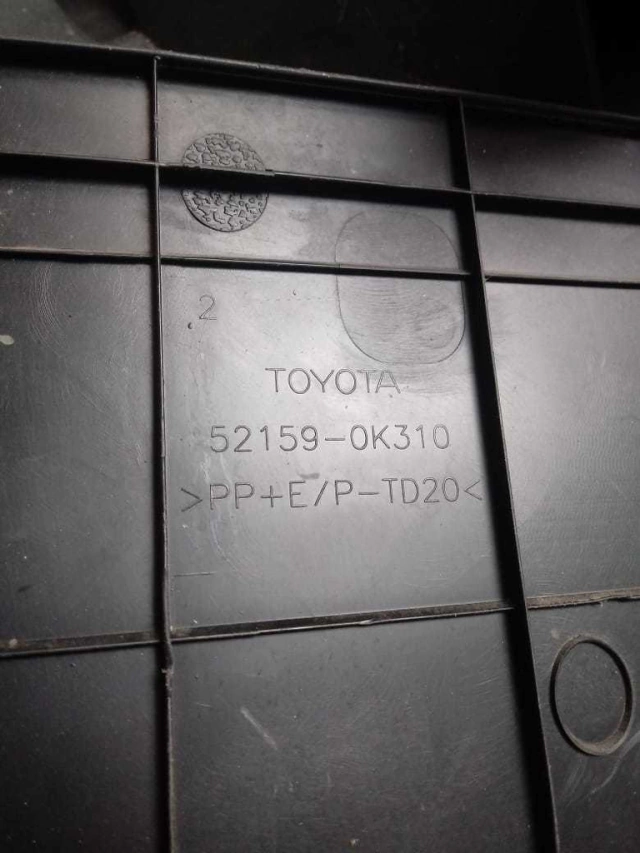 2
TOYOTA
52159-0K310
>PP+E/P-TD20<